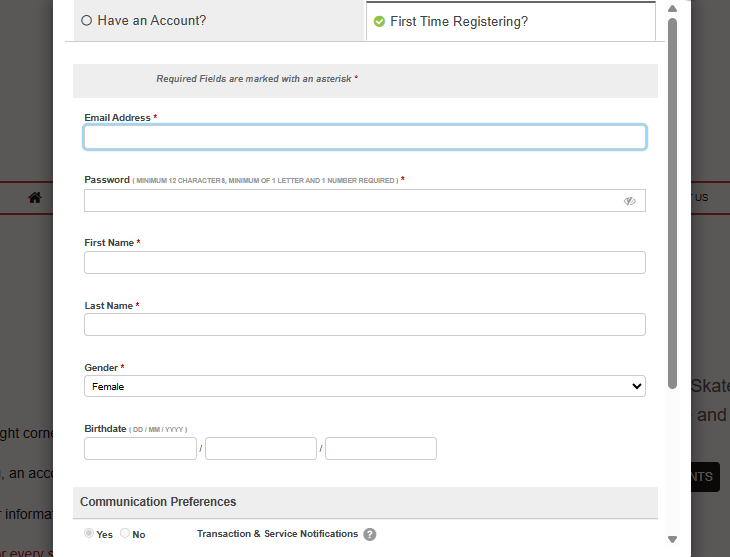 Have an Account?
First Time Registering?
Required Fields are marked with an asterisk *
Email Address *
Password ( MINIMUM 12 CHARACTERS, MINIMUM OF 1 LETTER AND 1 NUMBER REQUIRED ) *
US
First Name *
Last Name *
Gender *
Female
Skate
and
Birthdate ( DD / MM / YYYY )
ght corne
/ /
, an acco
NTS
Communication Preferences
r informa
Yes No Transaction & Service Notifications ?
or every s